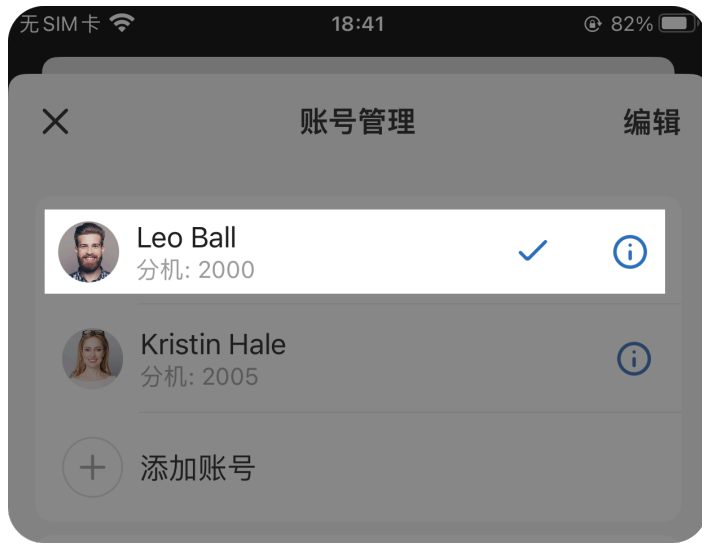 无SIM卡 18:41 82%
账号管理 编辑
Leo Ball
分机: 2000
Kristin Hale
分机: 2005
添加账号